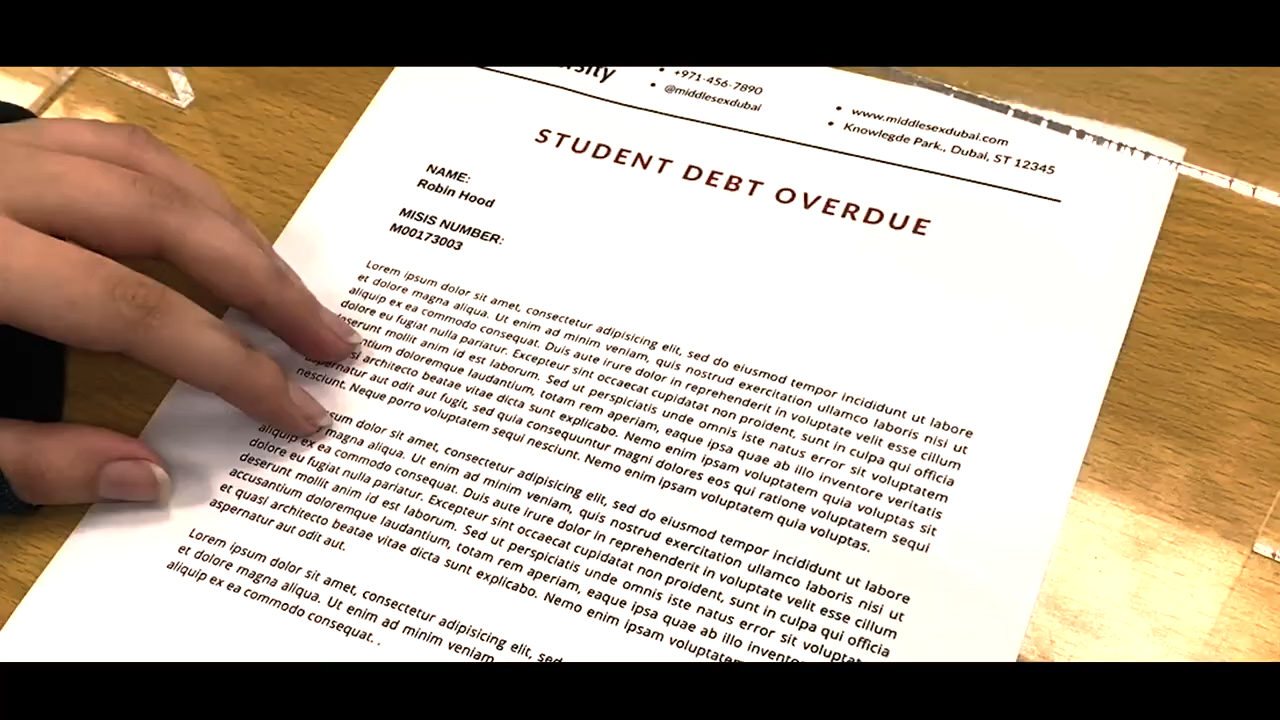 +971-456-7890
@middlesexdubai
www.middlesexdubai.com
Knowlegde Park., Dubai, ST 12345
STUDENT DEBT OVERDUE
NAME:
Robin Hood
MISIS NUMBER:
M00173003
Lorem ipsum dolor sit amet, consectetur adipisicing elit, sed do eiusmod tempor incididunt ut labore
et dolore magna aliqua. Ut enim ad minim veniam, quis nostrud exercitation ullamco laboris nisi ut
aliquip ex ea commodo consequat. Duis aute irure dolor in reprehenderit in voluptate velit esse cillum
dolore eu fugiat nulla pariatur. Excepteur sint occaecat cupidatat non proident, sunt in culpa qui officia
deserunt mollit anim id est laborum. Sed ut perspiciatis unde omnis iste natus error sit voluptatem
doloremque laudantium, totam rem aperiam, eaque ipsa quae ab illo inventore veritatis
architecto beatae vitae dicta sunt explicabo. Nemo enim ipsam voluptatem quia voluptas sit
aspernatur aut odit aut fugit, sed quia consequuntur magni dolores eos qui ratione voluptatem sequi
nesciunt. Neque porro voluptatem sequi nesciunt. Nemo enim ipsam voluptatem quia voluptas.
dolor sit amet, consectetur adipisicing elit, sed do eiusmod tempor incididunt ut labore
magna aliqua. Ut enim ad minim veniam, quis nostrud exercitation ullamco laboris nisi ut
aliquip ex ea commodo consequat. Duis aute irure dolor in reprehenderit in voluptate velit esse cillum
dolore eu fugiat nulla pariatur. Excepteur sint occaecat cupidatat non proident, sunt in culpa qui officia
deserunt mollit anim id est laborum. Sed ut perspiciatis unde omnis iste natus error sit
accusantium doloremque laudantium, totam rem aperiam, eaque ipsa quae ab illo
et quasi architecto beatae vitae dicta sunt explicabo. Nemo enim ipsam
aspernatur aut odit aut.
Lorem ipsum dolor sit amet, consectetur adipisicing elit, sed
et dolore magna aliqua. Ut enim ad minim veniam
aliquip ex ea commodo consequat. .